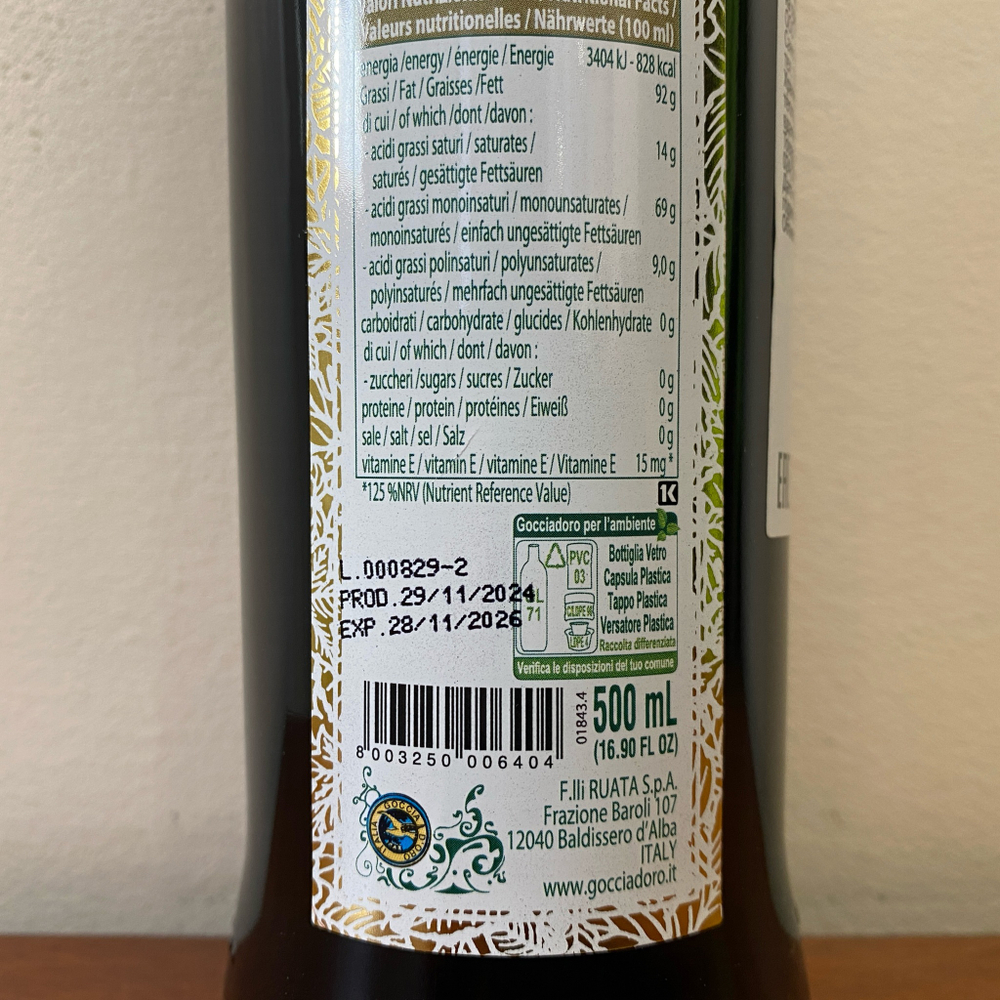 Valeurs nutritionelles / Nährwerte (100 ml)
energia /energy / énergie / Energie 3404 kJ - 828 kcal
Grassi / Fat / Graisses /Fett 92 g
di cui / of which /dont /davon :
- acidi grassi saturi / saturates / 14 g
saturés / gesättigte Fettsäuren
- acidi grassi monoinsaturi / monounsaturates / 69 g
monoinsaturés / einfach ungesättigte Fettsäuren
- acidi grassi polinsaturi / polyunsaturates / 9,0 g
polyinsaturés / mehrfach ungesättigte Fettsäuren
carboidrati / carbohydrate / glucides / Kohlenhydrate 0 g
di cui / of which / dont / davon :
- zuccheri /sugars / sucres / Zucker 0 g
proteine / protein / protéines / Eiweiß 0 g
sale / salt / sel / Salz 0 g
vitamine E / vitamin E / vitamine E / Vitamine E 15 mg *
*125 %NRV (Nutrient Reference Value) 1K
Gocciadoro per l'ambiente
PVC
03
71
Bottiglia Vetro
Capsula Plastica
Tappo Plastica
Versatore Plastica
Raccolta differenziata
Verifica le disposizioni del tuo comune
L.000829-2
PROD.29/11/2024
EXP.28/11/2026
8 003250 006404
01843.4
500 mL
(16.90 FL OZ)
GOCCIA D'ORO ITALIA
F.lli RUATA S.p.A.
Frazione Baroli 107
12040 Baldissero d'Alba
ITALY
www.gocciadoro.it